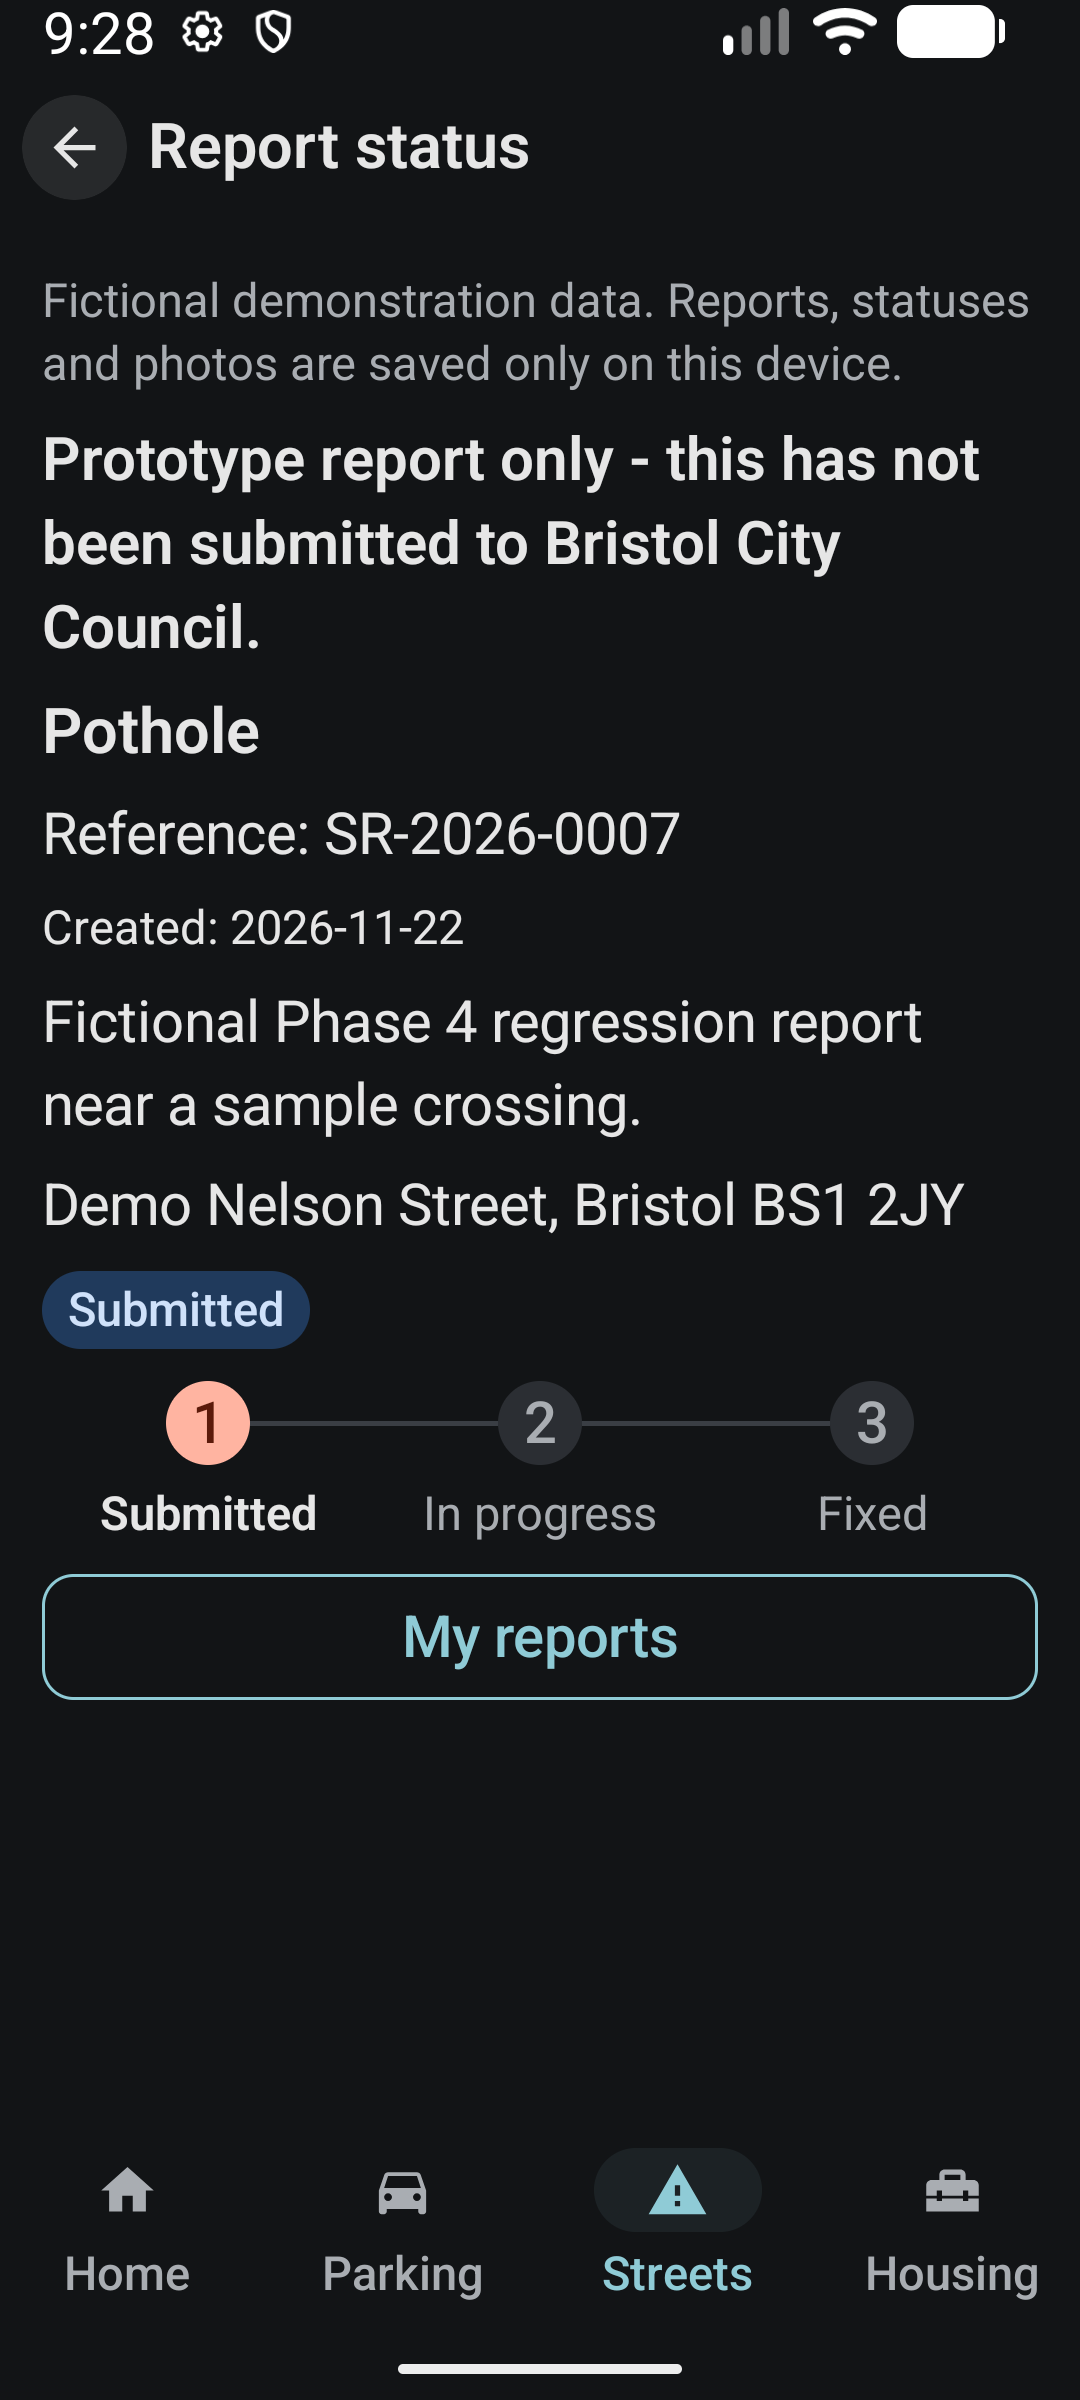 9:28
Report status
Fictional demonstration data. Reports, statuses
and photos are saved only on this device.
Prototype report only - this has not
been submitted to Bristol City
Council.
Pothole
Reference: SR-2026-0007
Created: 2026-11-22
Fictional Phase 4 regression report
near a sample crossing.
Demo Nelson Street, Bristol BS1 2JY
Submitted
1 2 3
Submitted In progress Fixed
My reports
Home Parking Streets Housing